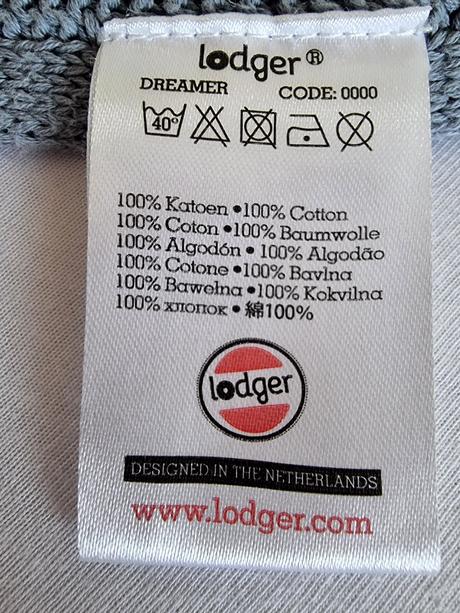 lodger®
DREAMER CODE: 0000
40°
100% Katoen •100% Cotton
100% Coton •100% Baumwolle
100% Algodón • 100% Algodão
100% Cotone •100% Bavlna
100% Bawełna •100% Kokvilna
100% хлопок • 綿100%
lodger
DESIGNED IN THE NETHERLANDS
www.lodger.com